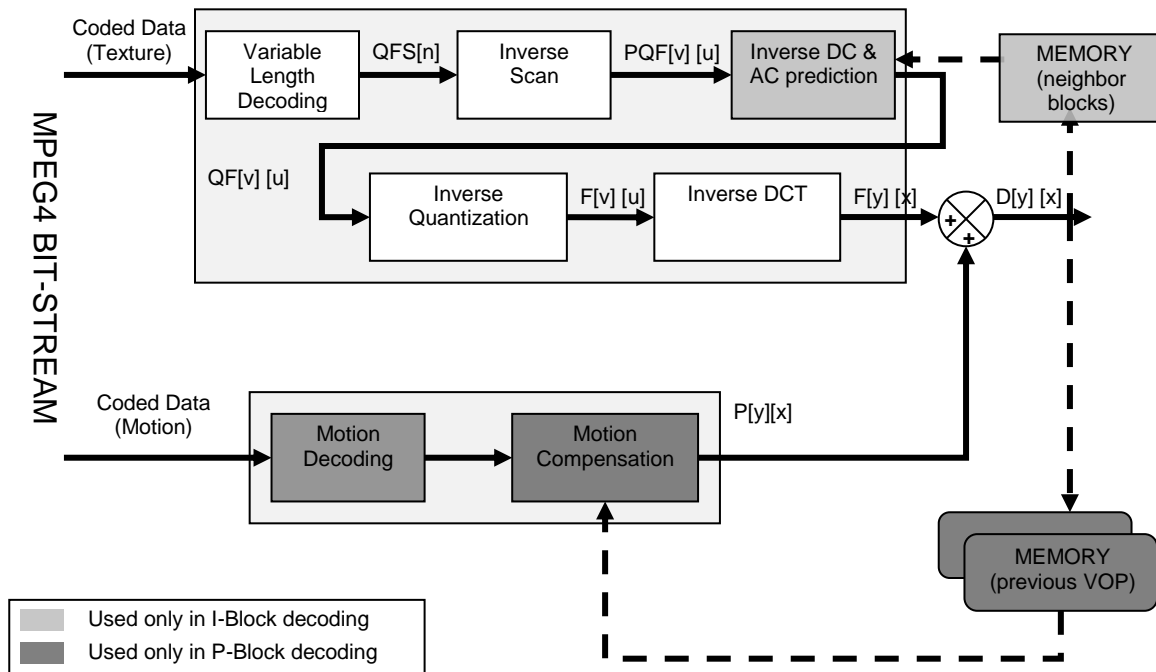 Coded Data
(Texture)
Variable
Length
Decoding
QFS[n]
Inverse
Scan
PQF[v] [u]
Inverse DC &
AC prediction
MEMORY
(neighbor
blocks)
MPEG4 BIT-STREAM
QF[v] [u]
Inverse
Quantization
F[v] [u]
Inverse DCT
F[y] [x]
+
+
D[y] [x]
Coded Data
(Motion)
Motion
Decoding
Motion
Compensation
P[y][x]
MEMORY
(previous VOP)
Used only in I-Block decoding
Used only in P-Block decoding